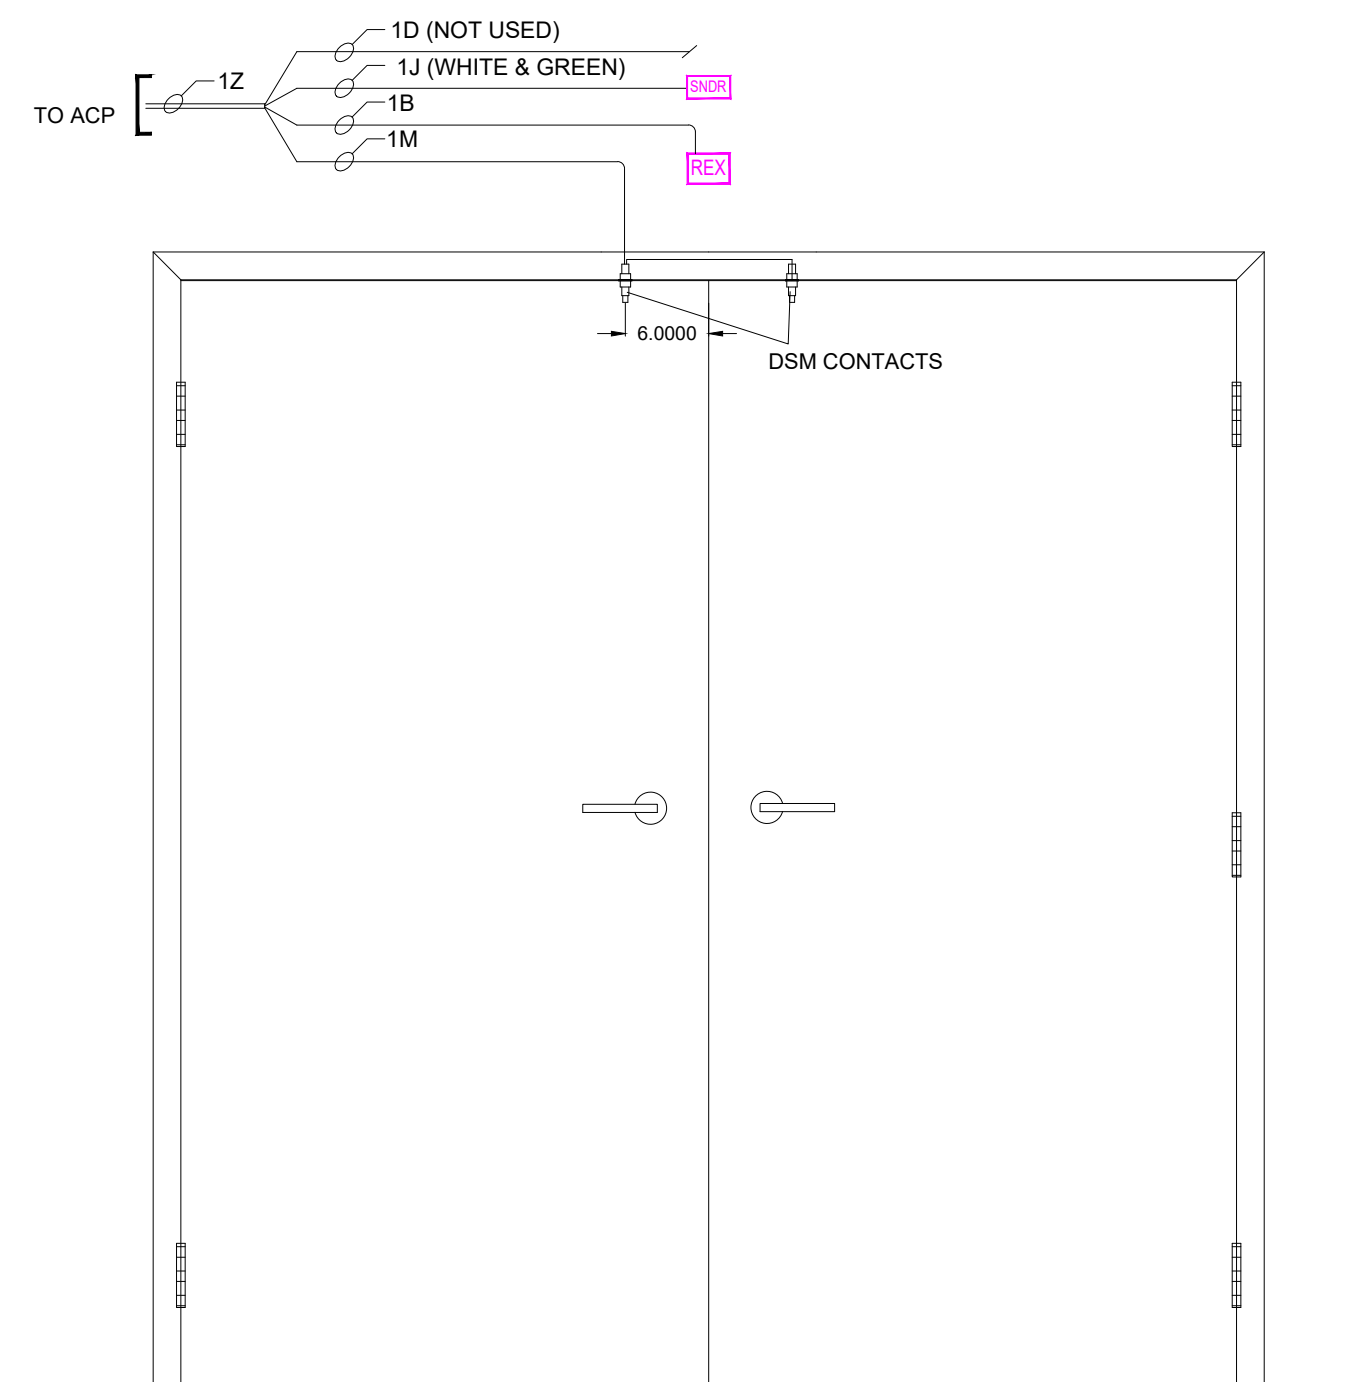 1D (NOT USED)
1J (WHITE & GREEN)
SNDR
1Z
1B
TO ACP
1M
REX
6.0000
DSM CONTACTS